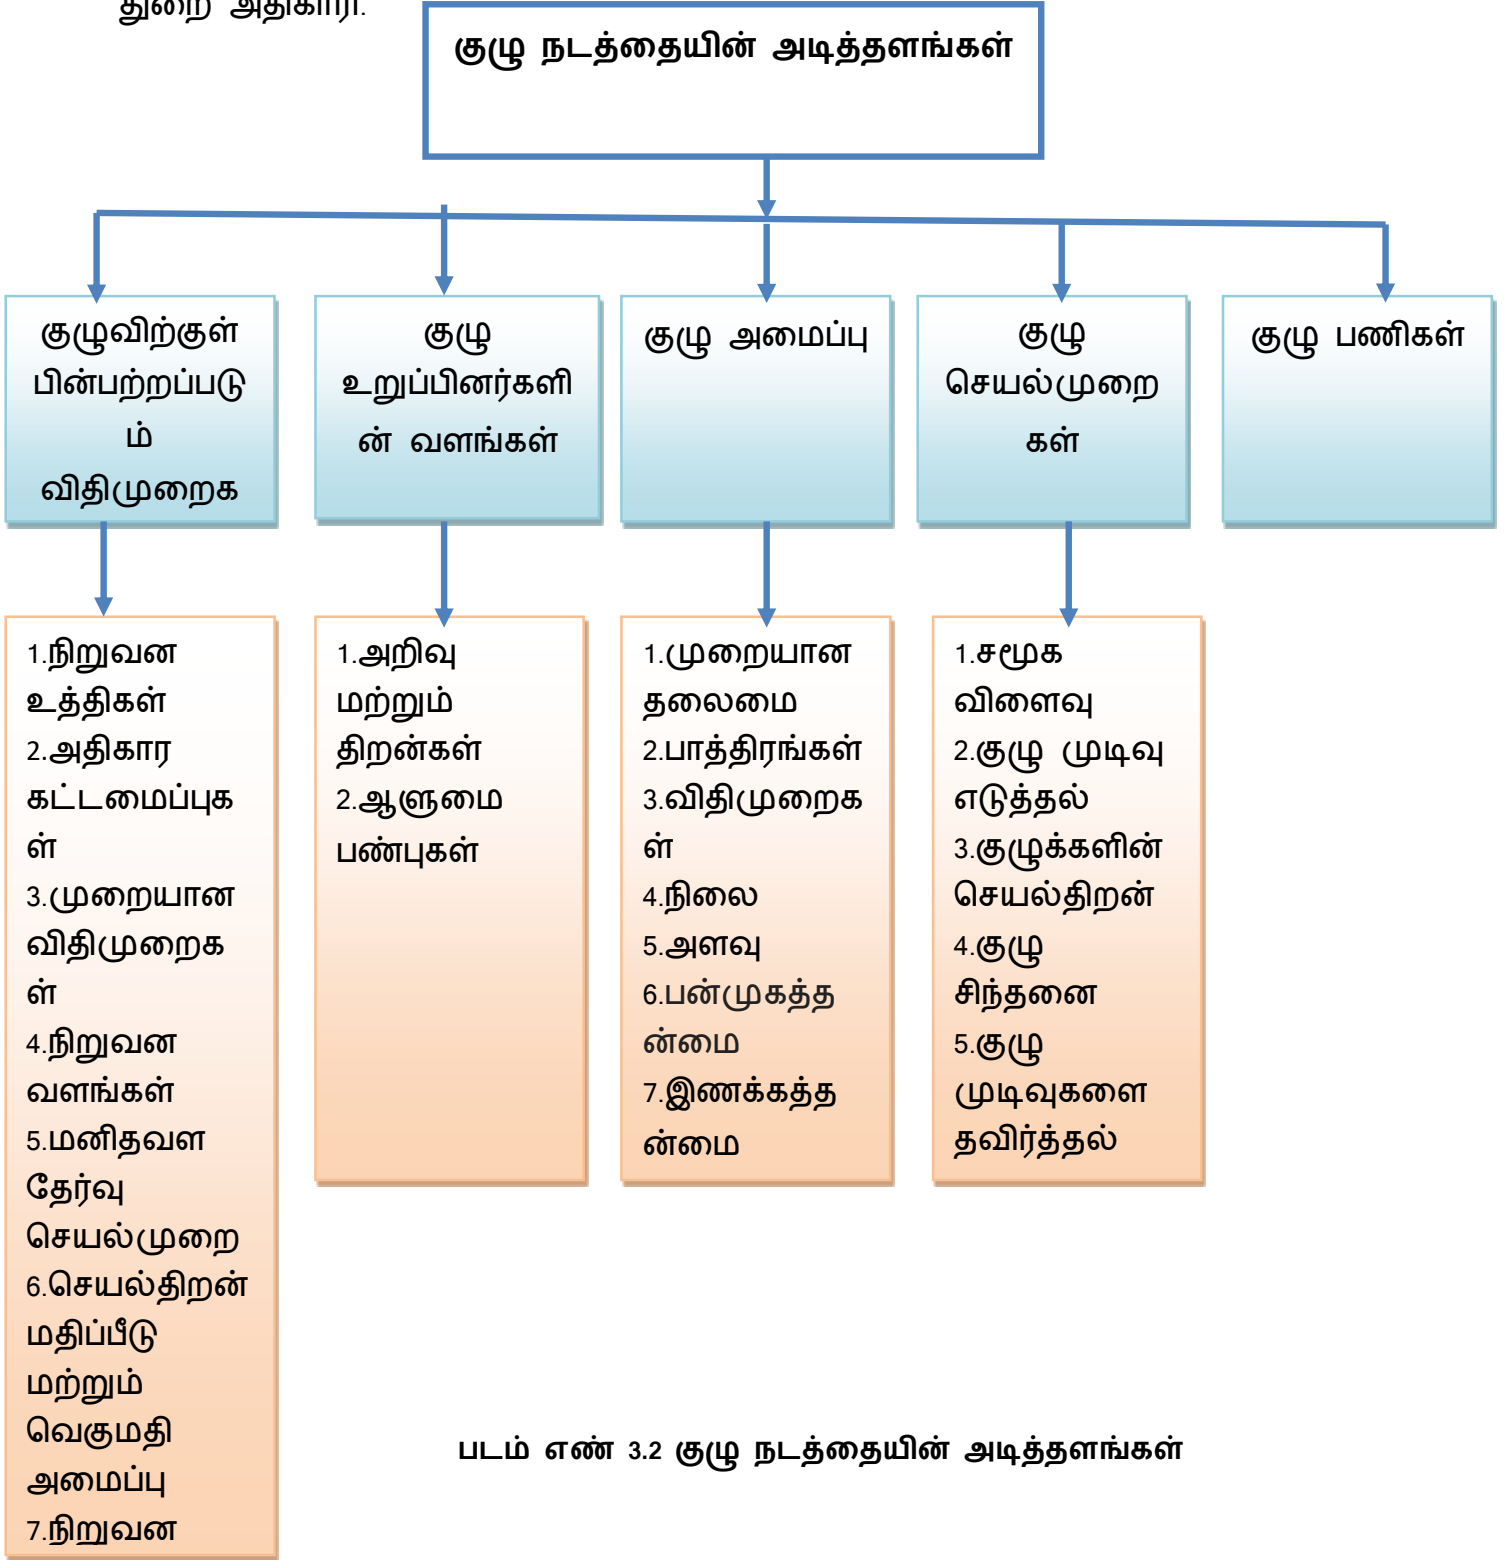 துறை அதிகாரி.
குழு நடத்தையின் அடித்தளங்கள்
குழுவிற்குள்
பின்பற்றப்படு
ம்
விதிமுறைக
குழு
உறுப்பினர்களி
ன் வளங்கள்
குழு அமைப்பு
குழு
செயல்முறை
கள்
குழு பணிகள்
1.நிறுவன
உத்திகள்
2.அதிகார
கட்டமைப்புக
ள்
3.முறையான
விதிமுறைக
ள்
4.நிறுவன
வளங்கள்
5.மனிதவள
தேர்வு
செயல்முறை
6.செயல்திறன்
மதிப்பீடு
மற்றும்
வெகுமதி
அமைப்பு
7.நிறுவன
1.அறிவு
மற்றும்
திறன்கள்
2.ஆளுமை
பண்புகள்
1.முறையான
தலைமை
2.பாத்திரங்கள்
3.விதிமுறைக
ள்
4.நிலை
5.அளவு
6.பன்முகத்த
ன்மை
7.இணக்கத்த
ன்மை
1.சமூக
விளைவு
2.குழு முடிவு
எடுத்தல்
3.குழுக்களின்
செயல்திறன்
4.குழு
சிந்தனை
5.குழு
முடிவுகளை
தவிர்த்தல்
படம் எண் 3.2 குழு நடத்தையின் அடித்தளங்கள்